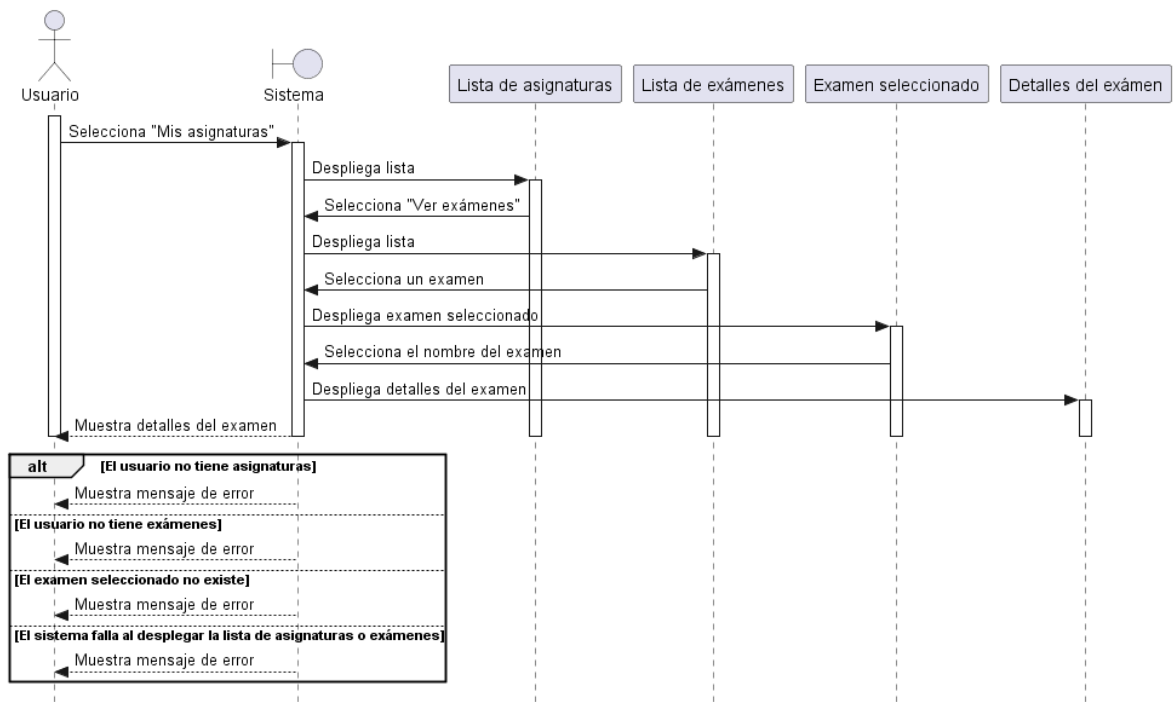 Usuario
Sistema
Lista de asignaturas
Lista de exámenes
Examen seleccionado
Detalles del exámen
Selecciona "Mis asignaturas"
Despliega lista
Selecciona "Ver exámenes"
Despliega lista
Selecciona un examen
Despliega examen seleccionado
Selecciona el nombre del examen
Despliega detalles del examen
Muestra detalles del examen
alt [El usuario no tiene asignaturas]
Muestra mensaje de error
[El usuario no tiene exámenes]
Muestra mensaje de error
[El examen seleccionado no existe]
Muestra mensaje de error
[El sistema falla al desplegar la lista de asignaturas o exámenes]
Muestra mensaje de error